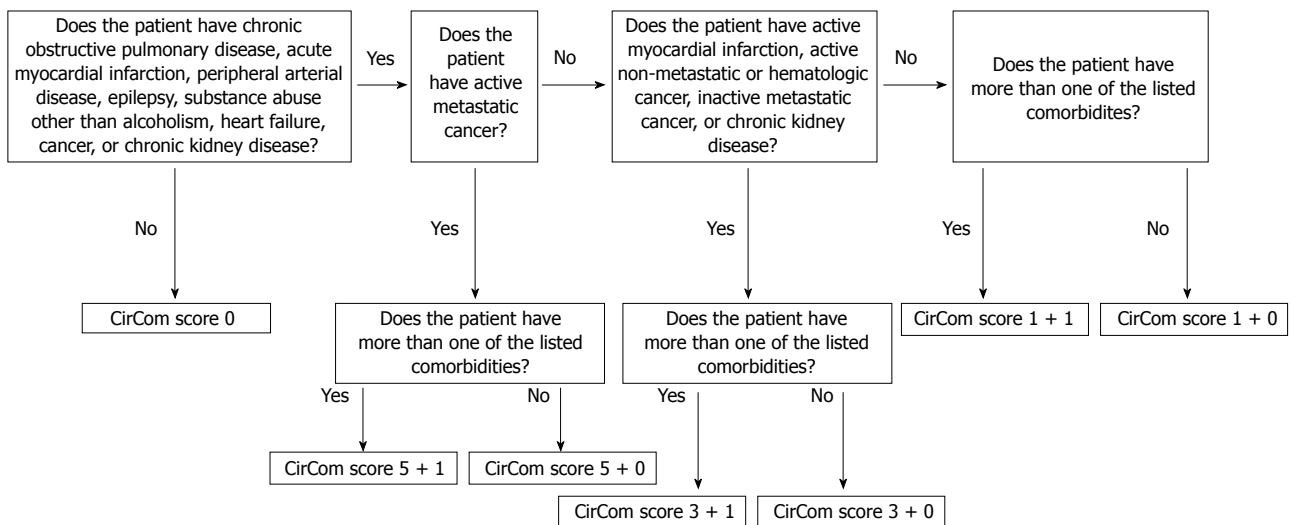 Does the patient have chronic
obstructive pulmonary disease, acute
myocardial infarction, peripheral arterial
disease, epilepsy, substance abuse
other than alcoholism, heart failure,
cancer, or chronic kidney disease?
Yes
Does the
patient
have active
metastatic
cancer?
No
Does the patient have active
myocardial infarction, active
non-metastatic or hematologic
cancer, inactive metastatic
cancer, or chronic kidney
disease?
No
Does the patient have
more than one of the listed
comorbidites?
No
Yes
Yes
Yes
No
CirCom score 0
Does the patient have
more than one of the listed
comorbidities?
Does the patient have
more than one of the listed
comorbidities?
CirCom score 1 + 1
CirCom score 1 + 0
Yes
No
Yes
No
CirCom score 5 + 1
CirCom score 5 + 0
CirCom score 3 + 1
CirCom score 3 + 0